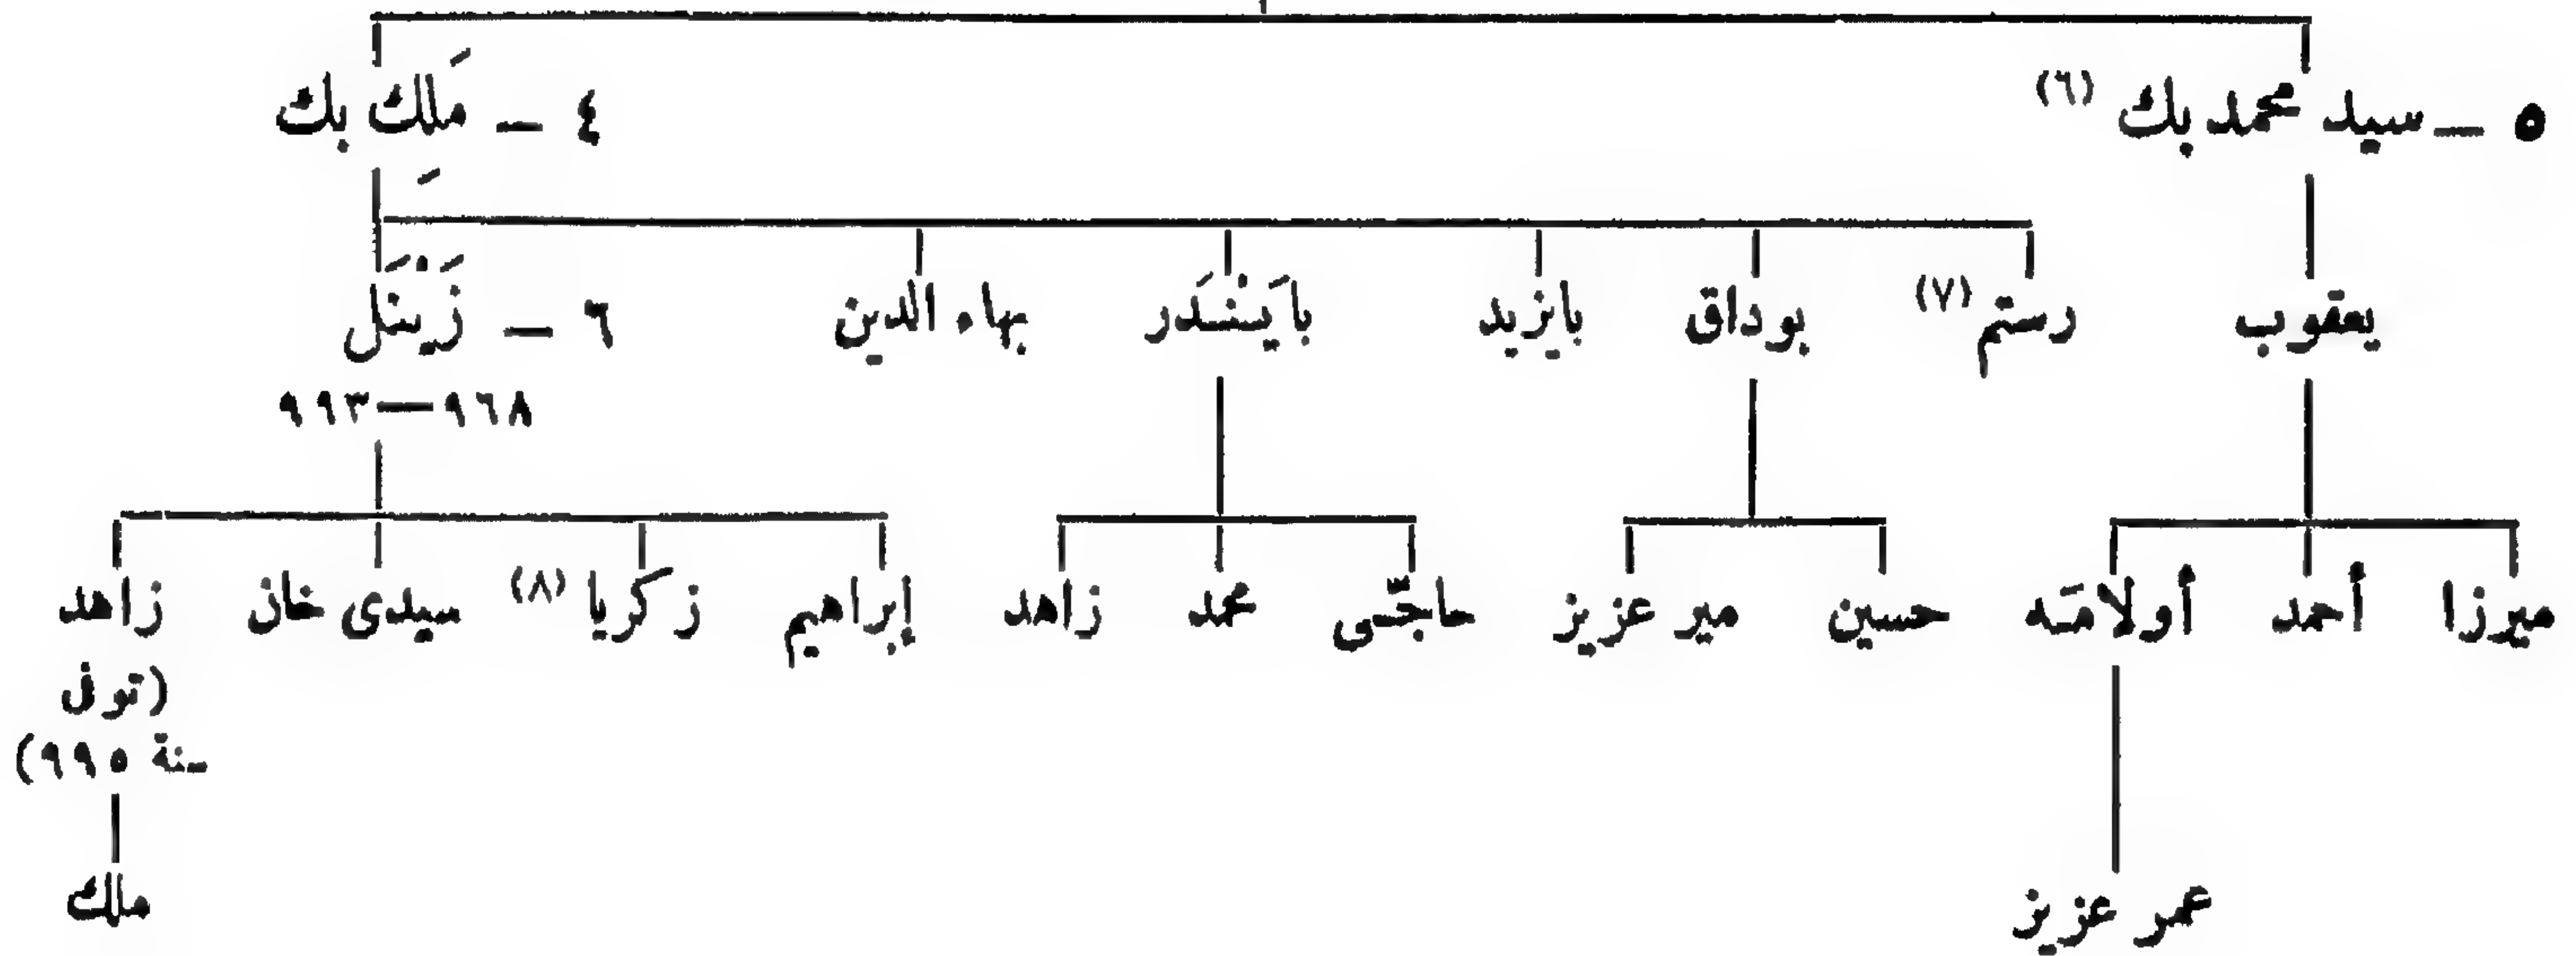 ٥ – سيد محمد بك (٦) ٤ – مَلَك بك
يعقوب رستم (٧) بوداق بايزيد بايَنْدَر بهاء الدين ٦ – زَيْنَل
٩٦٨–٩٩٣
ميرزا أحمد أولامَه حسين مير عزيز حاجّى محمد زاهد إبراهيم زكريا (٨) سيدى خان زاهد
(توفى
سنة ٩٩٥)
عمر عزيز ملك